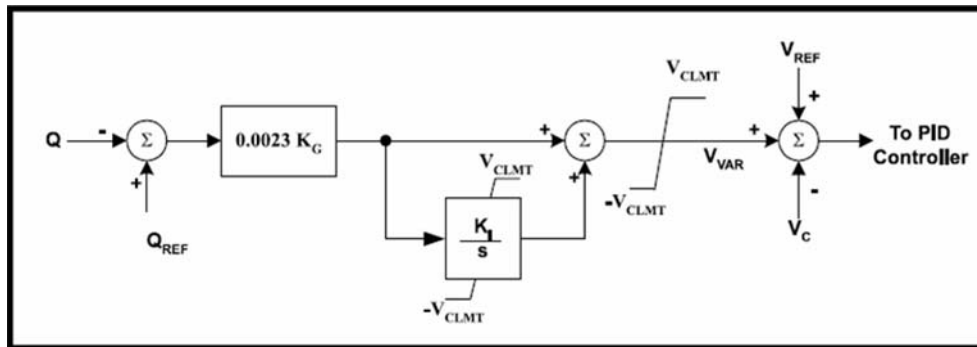 V_REF
V_CLMT
+
Q
-
Σ
0.0023 K_G
+
Σ
+
Σ
To PID
Controller
+
V_CLMT
+
V_VAR
-
-V_CLMT
Q_REF
K_I
s
V_C
-V_CLMT